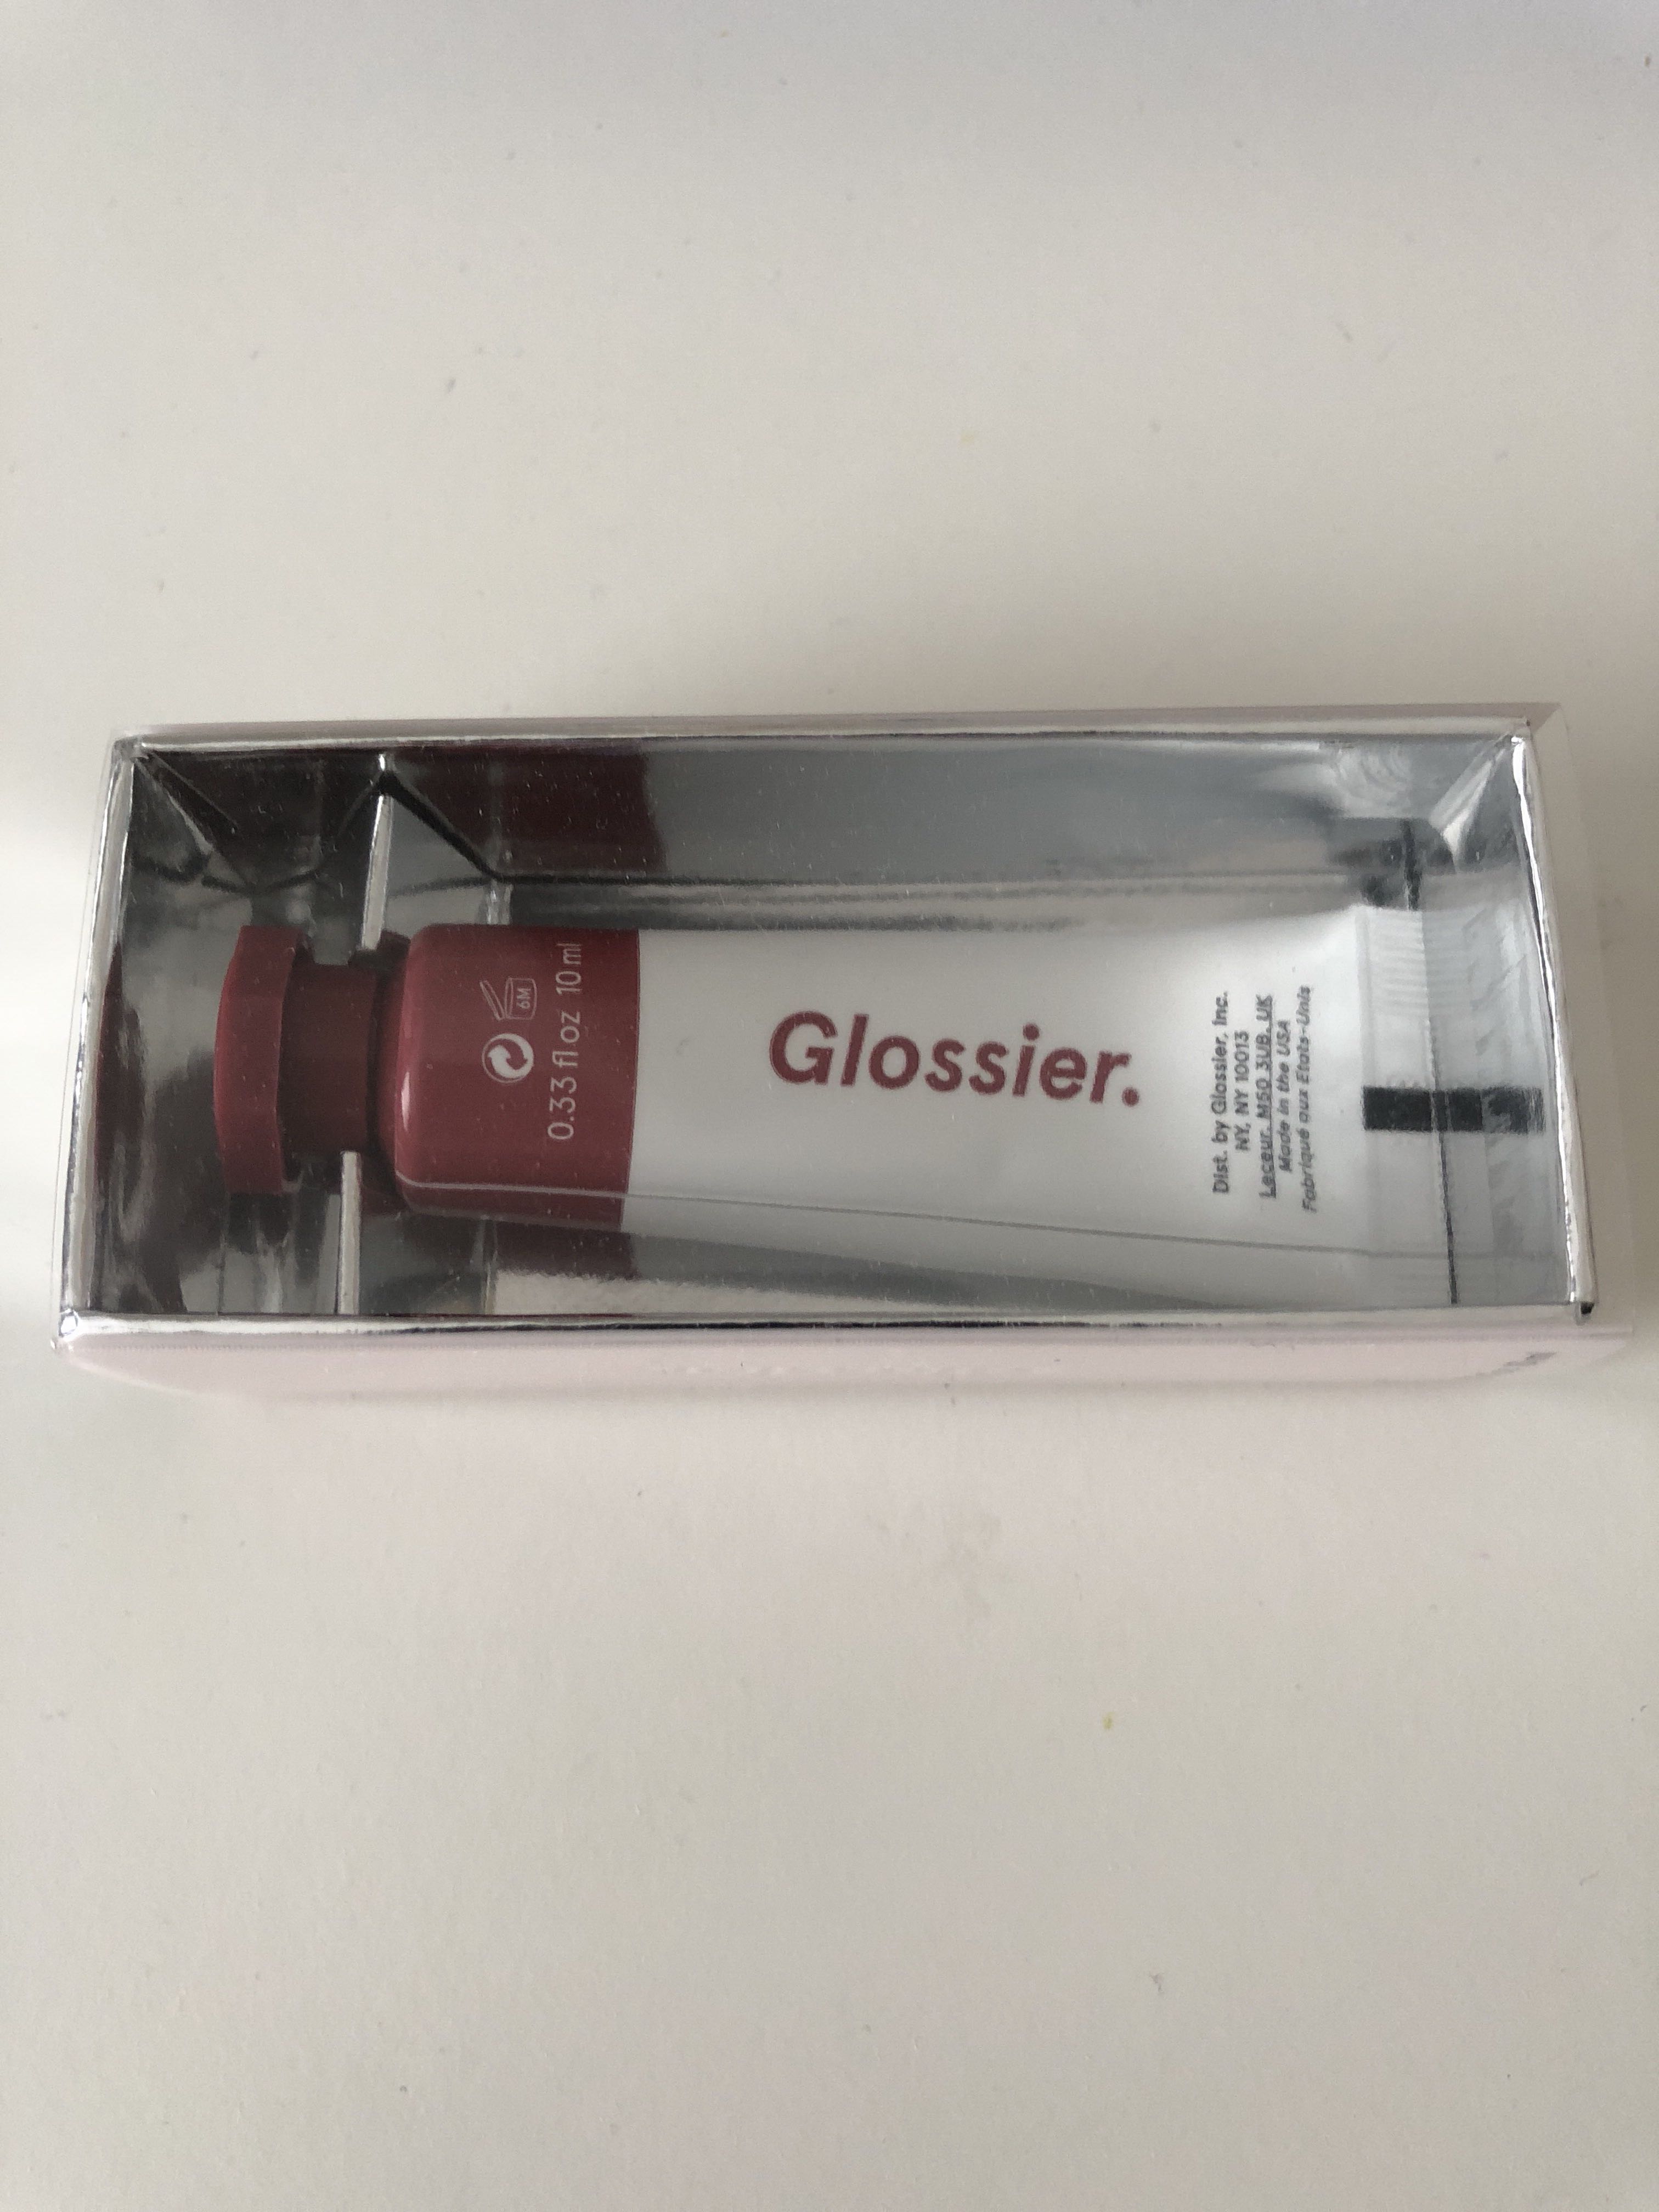 6M
0.33 fl oz 10 ml
Glossier.
Dist. by Glossier, Inc.
NY, NY 10013
Leceur. M50 3UB. UK
Made in the USA
Fabriqué aux États-Unis